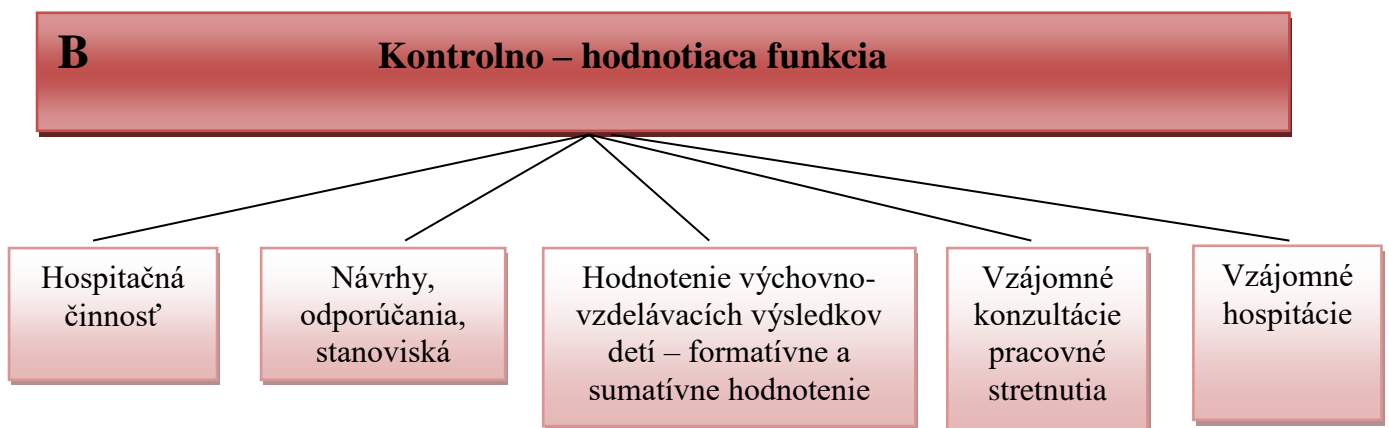 B Kontrolno – hodnotiaca funkcia
Hospitačná
činnosť
Návrhy,
odporúčania,
stanoviská
Hodnotenie výchovno-
vzdelávacích výsledkov
detí – formatívne a
sumatívne hodnotenie
Vzájomné
konzultácie
pracovné
stretnutia
Vzájomné
hospitácie